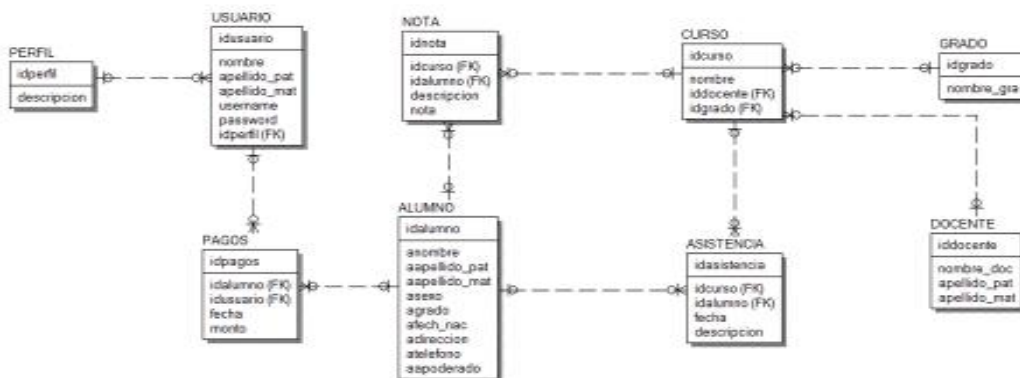 PERFIL
idperfil
descripcion
USUARIO
idusuario
nombre
apellido_pat
apellido_mat
username
password
idperfil (FK)
NOTA
idnota
idcurso (FK)
idalumno (FK)
descripcion
nota
CURSO
idcurso
nombre
iddocente (FK)
idgrado (FK)
GRADO
idgrado
nombre_gra
PAGOS
idpagos
idalumno (FK)
idusuario (FK)
fecha
monto
ALUMNO
idalumno
anombre
aapellido_pat
aapellido_mat
asexo
agrado
afech_nac
adireccion
atelefono
aapoderado
ASISTENCIA
idasistencia
idcurso (FK)
idalumno (FK)
fecha
descripcion
DOCENTE
iddocente
nombre_doc
apellido_pat
apellido_mat